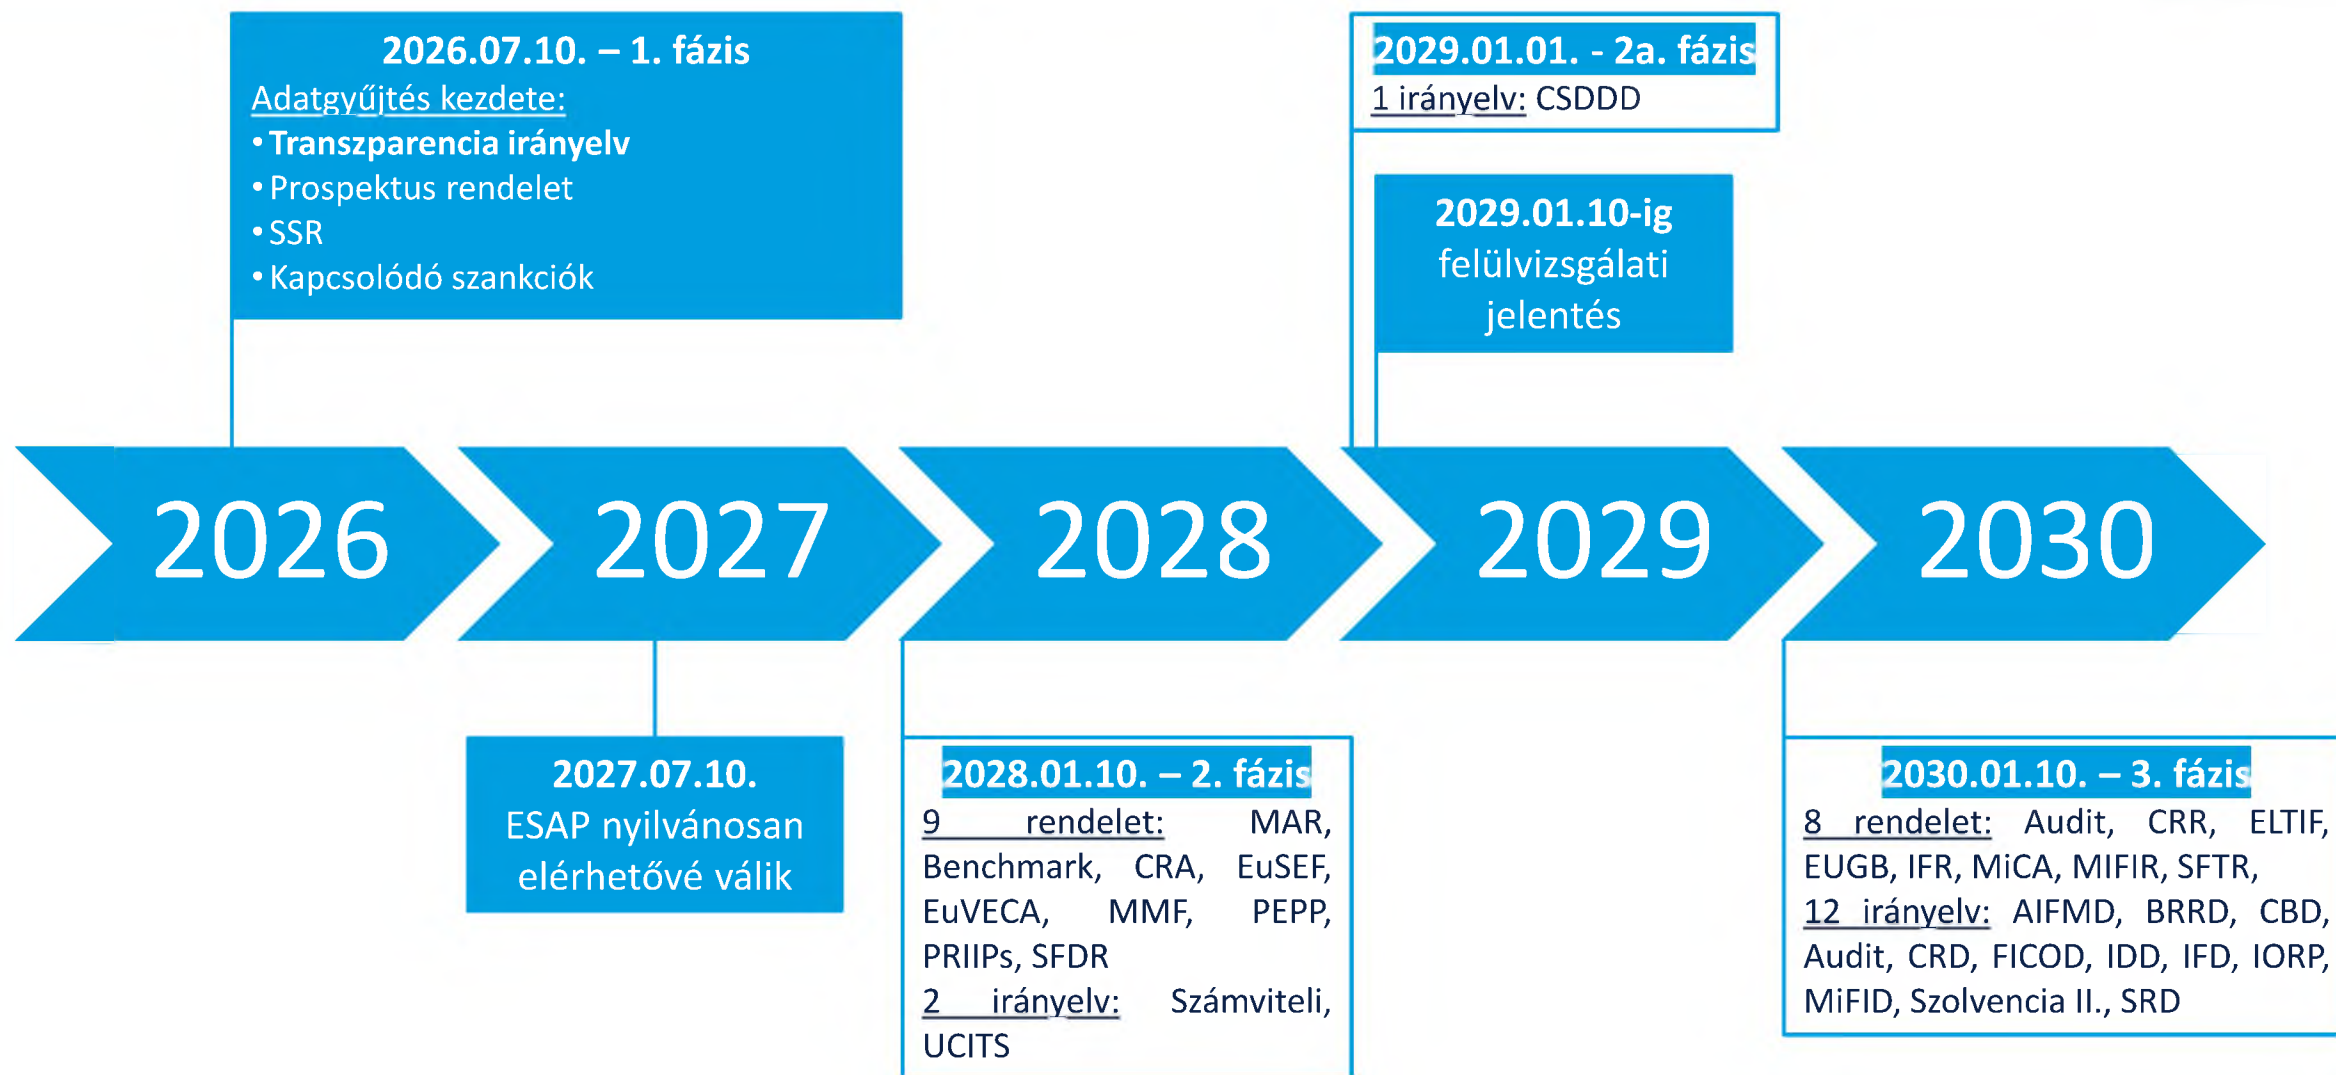 2026.07.10. – 1. fázis
Adatgyűjtés kezdete:
• Transzparencia irányelv
• Prospektus rendelet
• SSR
• Kapcsolódó szankciók
2029.01.01. - 2a. fázis
1 irányelv: CSDDD
2029.01.10-ig
felülvizsgálati
jelentés
2026
2027
2028
2029
2030
2027.07.10.
ESAP nyilvánosan
elérhetővé válik
2028.01.10. – 2. fázis
9 rendelet: MAR,
Benchmark, CRA, EuSEF,
EuVECA, MMF, PEPP,
PRIIPs, SFDR
2 irányelv: Számviteli,
UCITS
2030.01.10. – 3. fázis
8 rendelet: Audit, CRR, ELTIF,
EUGB, IFR, MiCA, MIFIR, SFTR,
12 irányelv: AIFMD, BRRD, CBD,
Audit, CRD, FICOD, IDD, IFD, IORP,
MiFID, Szolvencia II., SRD